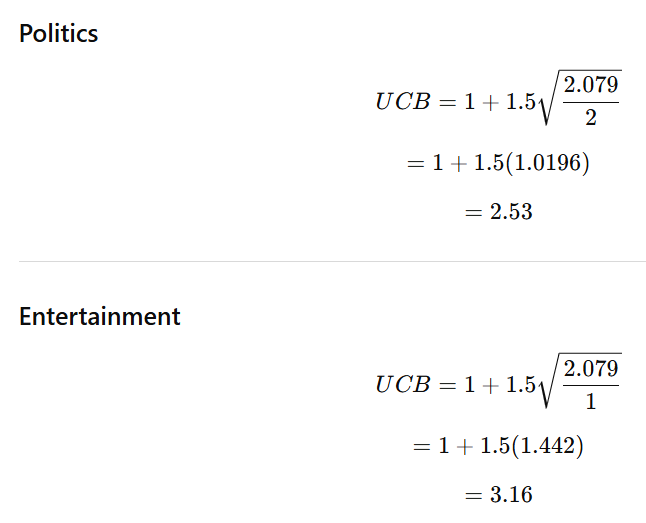 Politics
UCB = 1 + 1.5√(2.079/2)
= 1 + 1.5(1.0196)
= 2.53
Entertainment
UCB = 1 + 1.5√(2.079/1)
= 1 + 1.5(1.442)
= 3.16